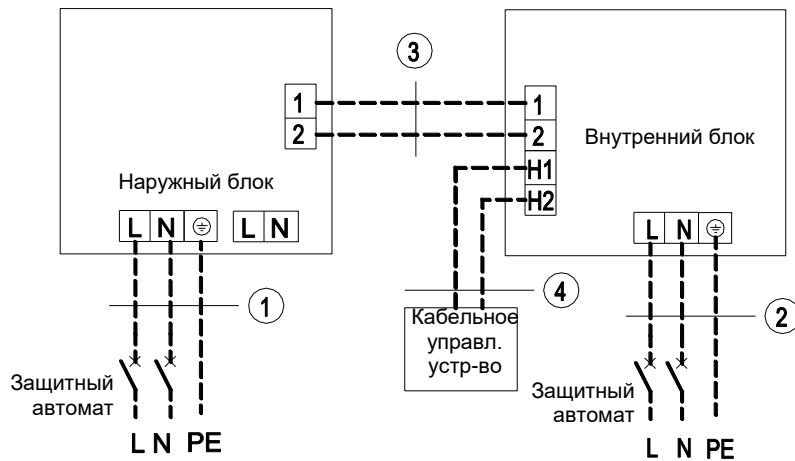 3
1
2
1
2
H1
H2
Внутренний блок
Наружный блок
L N
L N
L N
1
4
2
Кабельное
управл.
устр-во
Защитный
автомат
Защитный
автомат
L N PE
L N PE